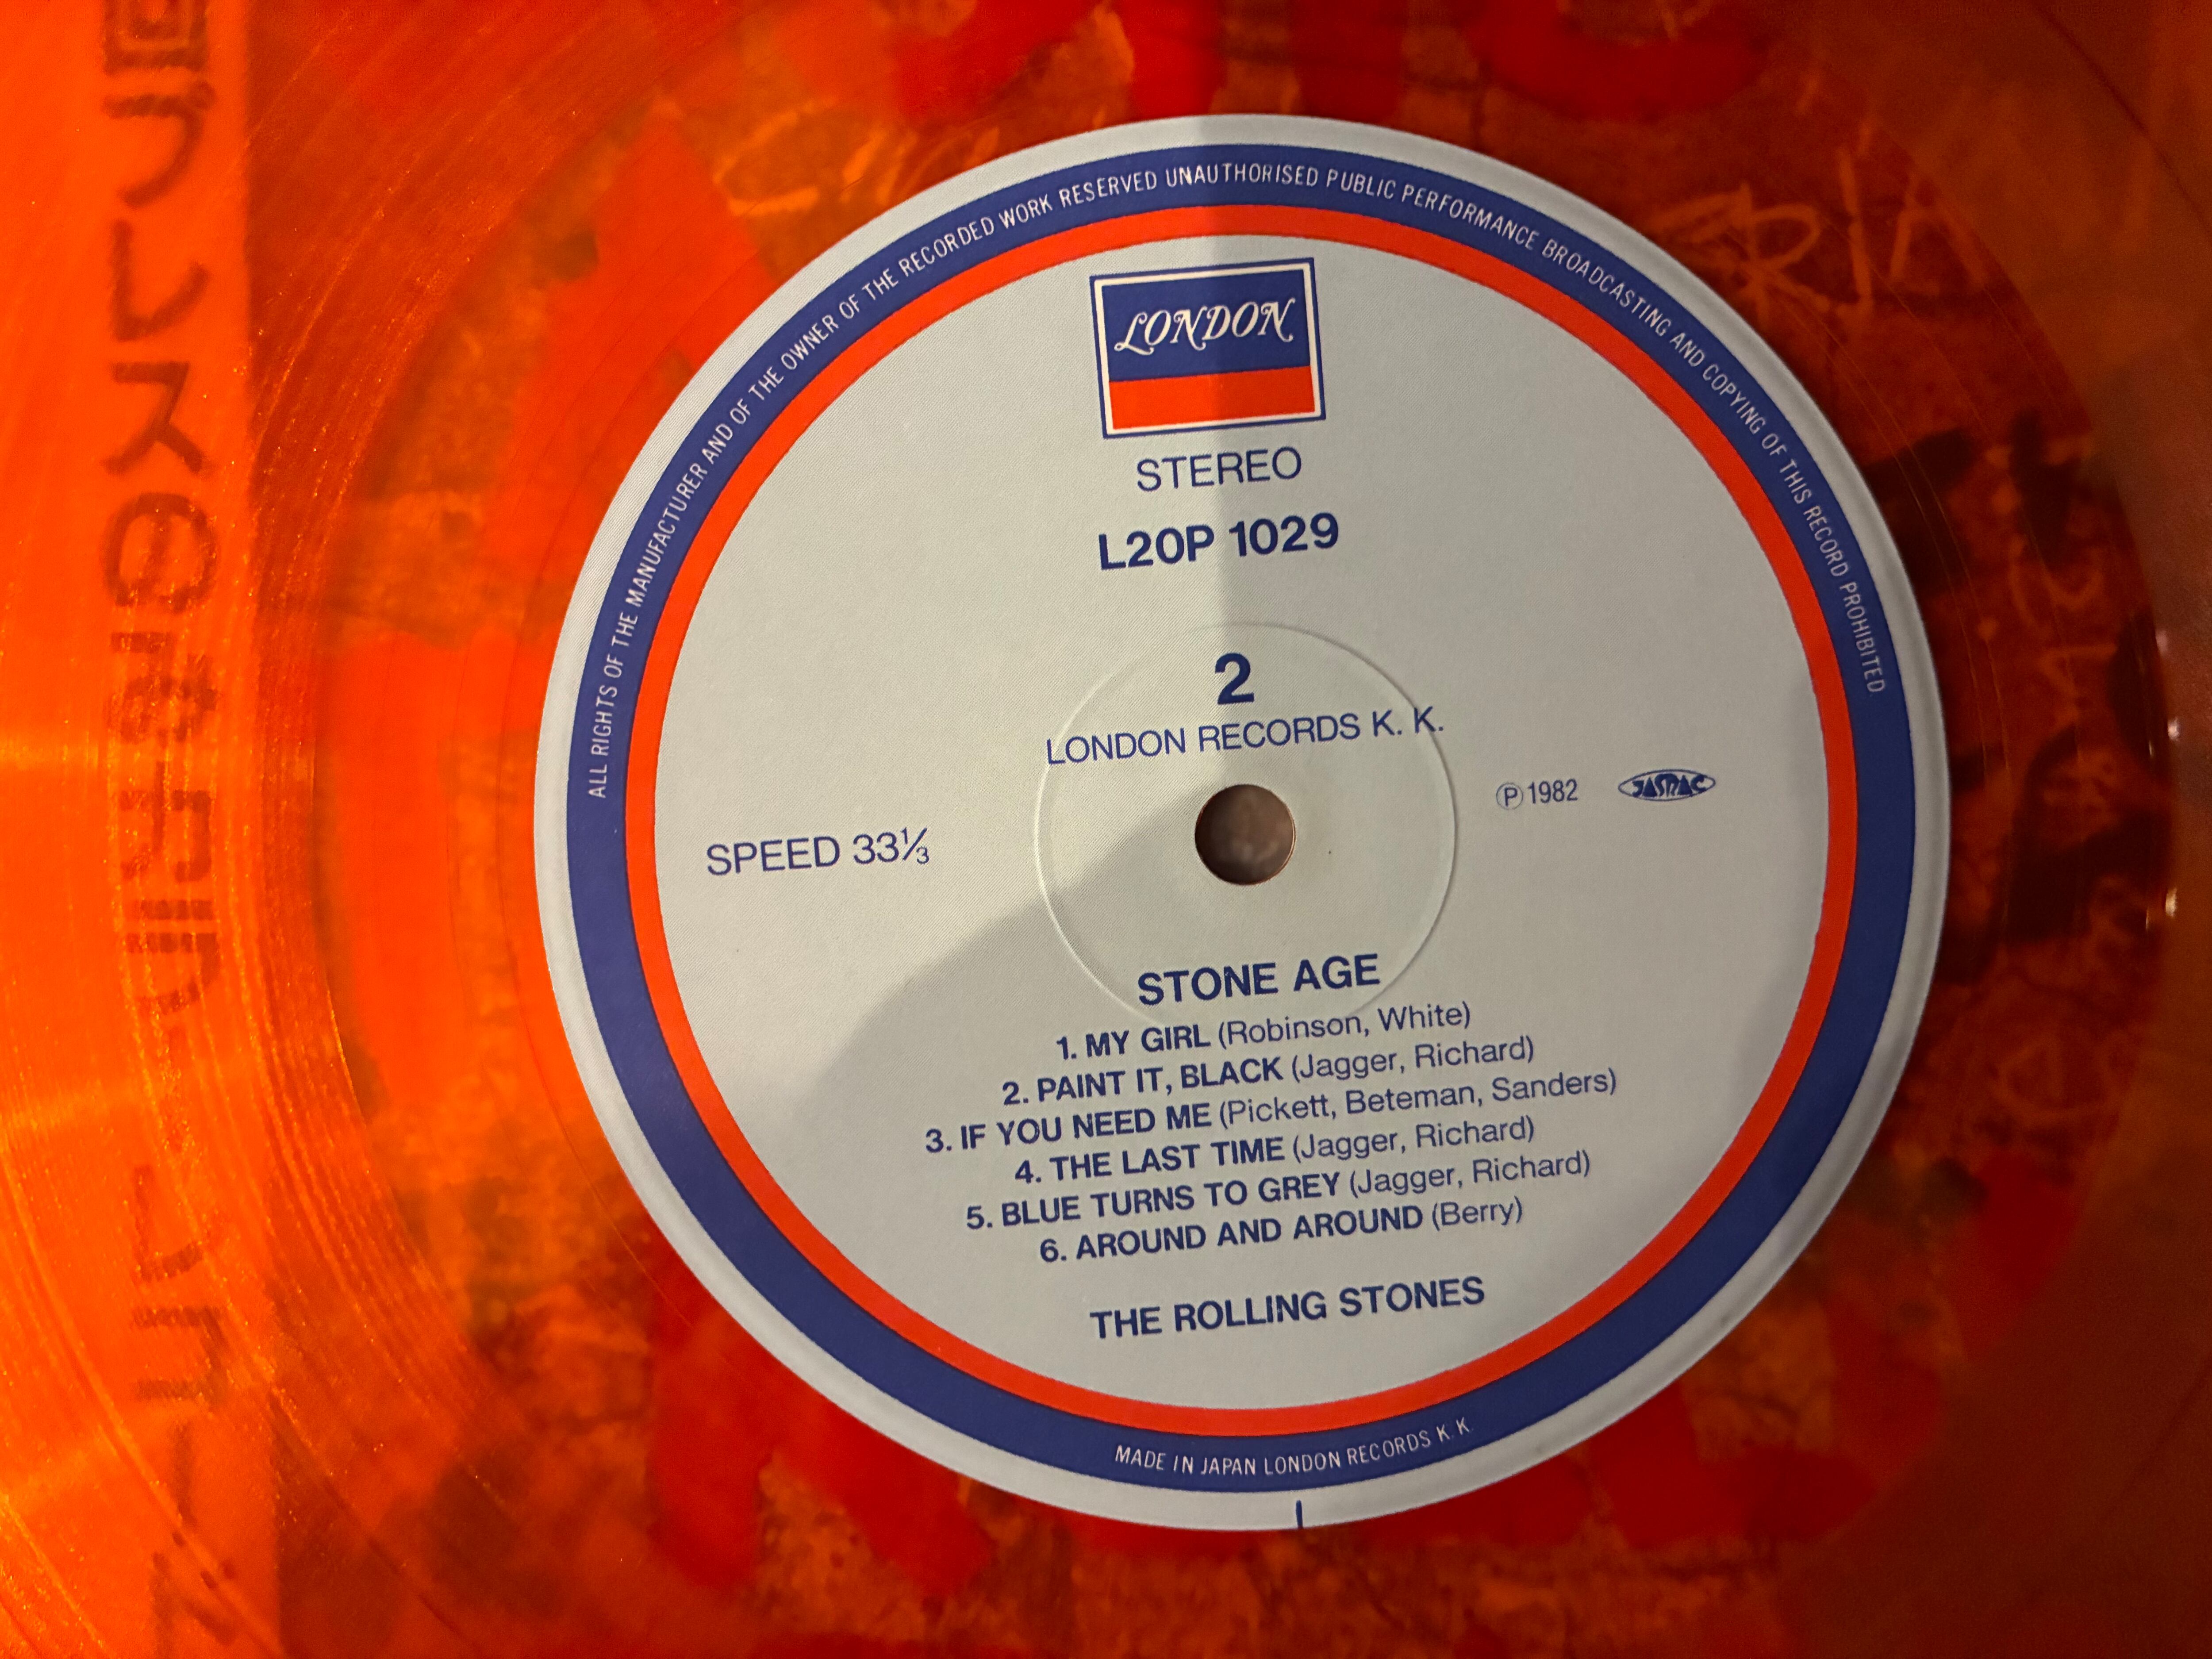 ALL RIGHTS OF THE MANUFACTURER AND OF THE OWNER OF THE RECORDED WORK RESERVED UNAUTHORISED PUBLIC PERFORMANCE BROADCASTING AND COPYING OF THIS RECORD PROHIBITED
LONDON
STEREO
L20P 1029
2
LONDON RECORDS K. K.
SPEED 33⅓
Ⓟ 1982 JASRAC
STONE AGE
1. MY GIRL (Robinson, White)
2. PAINT IT, BLACK (Jagger, Richard)
3. IF YOU NEED ME (Pickett, Beteman, Sanders)
4. THE LAST TIME (Jagger, Richard)
5. BLUE TURNS TO GREY (Jagger, Richard)
6. AROUND AND AROUND (Berry)
THE ROLLING STONES
MADE IN JAPAN LONDON RECORDS K. K.